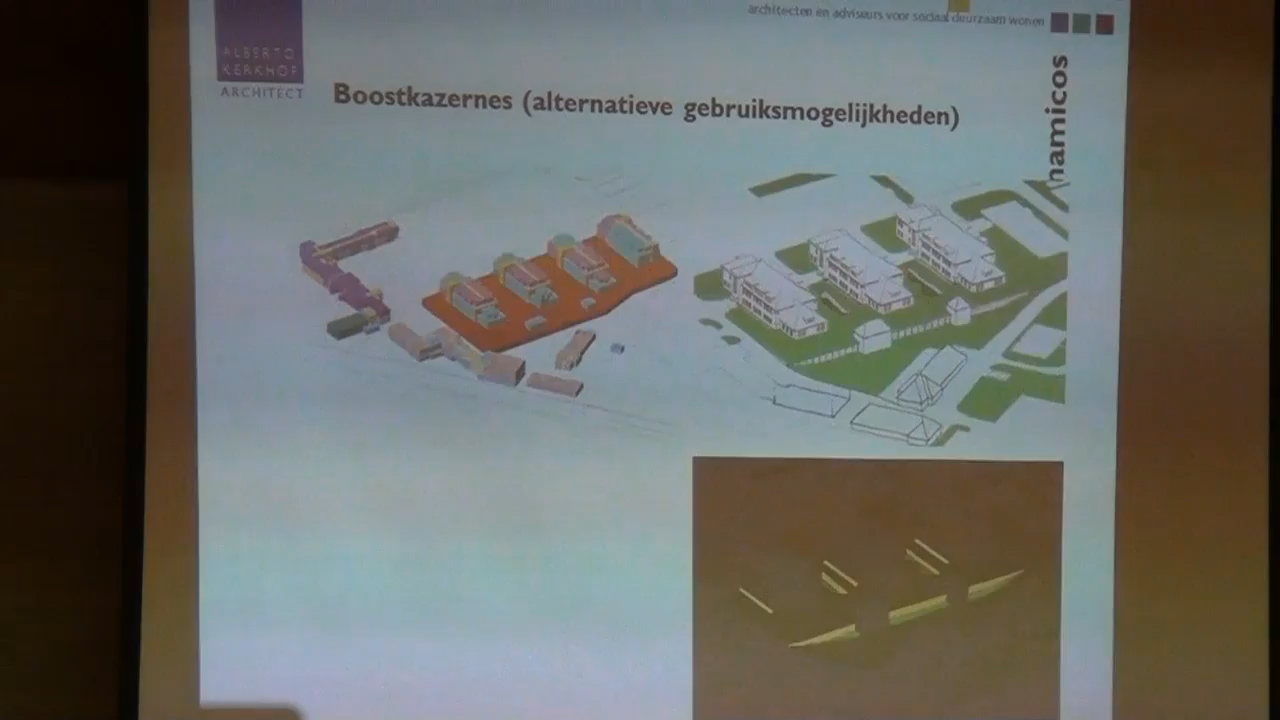 architecten en adviseurs voor sociaal duurzaam wonen
ALBERTO
KERKHOF
ARCHITECT
Boostkazernes (alternatieve gebruiksmogelijkheden)
namicos